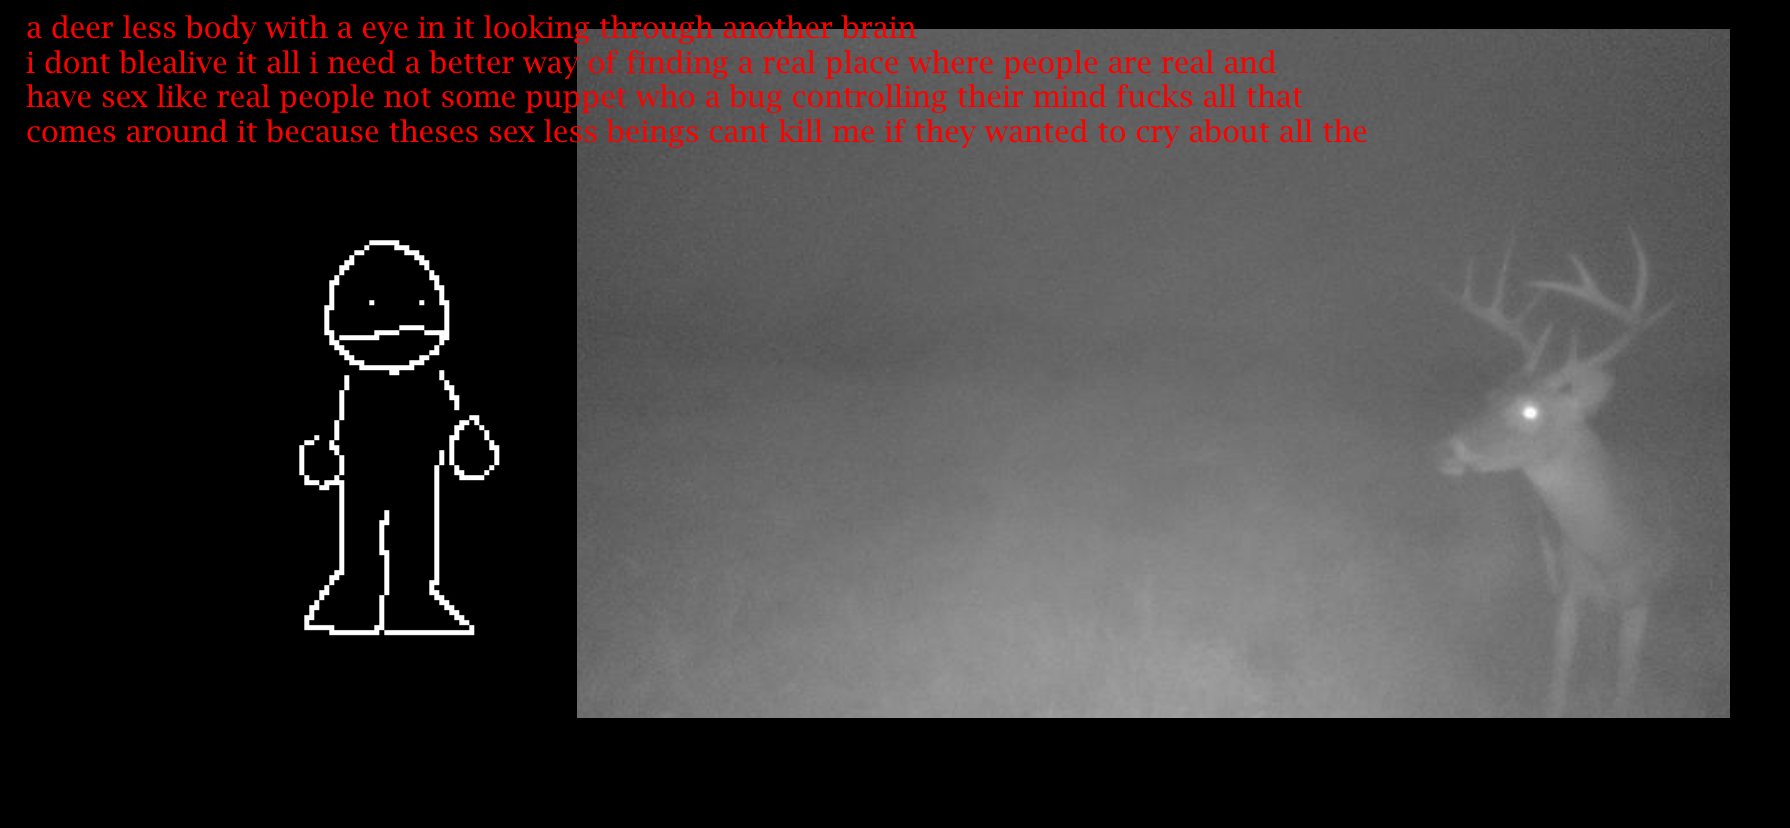 a deer less body with a eye in it looking through another brain
i dont blealive it all i need a better way of finding a real place where people are real and
have sex like real people not some puppet who a bug controlling their mind fucks all that
comes around it because theses sex less beings cant kill me if they wanted to cry about all the